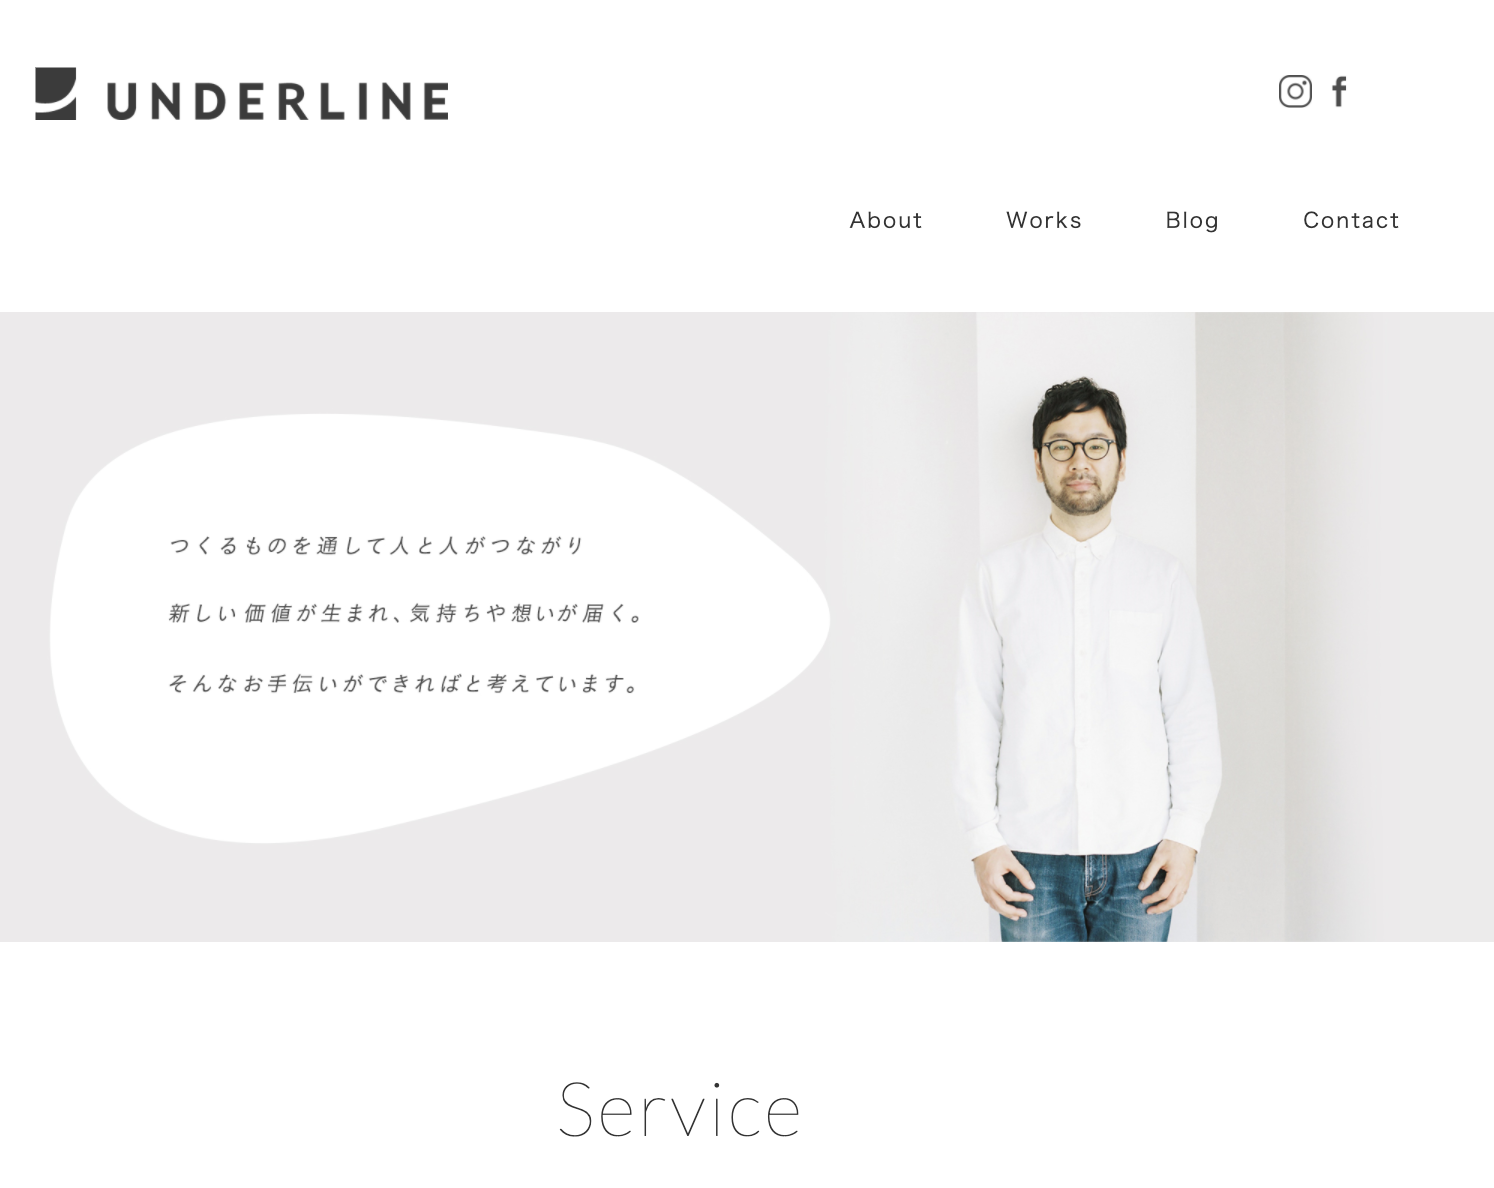 UNDERLINE
About Works Blog Contact
つくるものを通して人と人がつながり
新しい価値が生まれ、気持ちや想いが届く。
そんなお手伝いができればと考えています。
Service